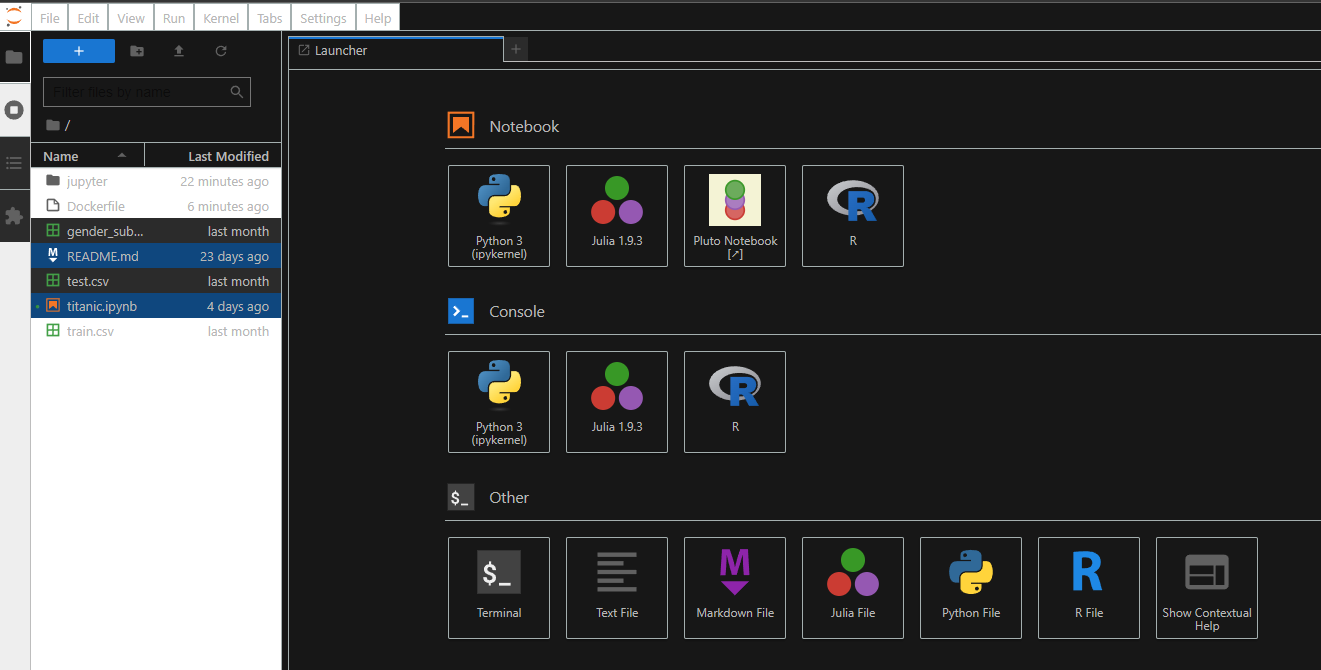 File Edit View Run Kernel Tabs Settings Help
+
Launcher
+
Filter files by name
/
Name Last Modified
jupyter 22 minutes ago
Dockerfile 6 minutes ago
gender_sub... last month
README.md 23 days ago
test.csv last month
titanic.ipynb 4 days ago
train.csv last month
Notebook
Python 3
(ipykernel)
Julia 1.9.3
Pluto Notebook
[↗]
R
Console
Python 3
(ipykernel)
Julia 1.9.3
R
$_ Other
$_
Terminal
Text File
M
Markdown File
Julia File
Python File
R
R File
Show Contextual
Help